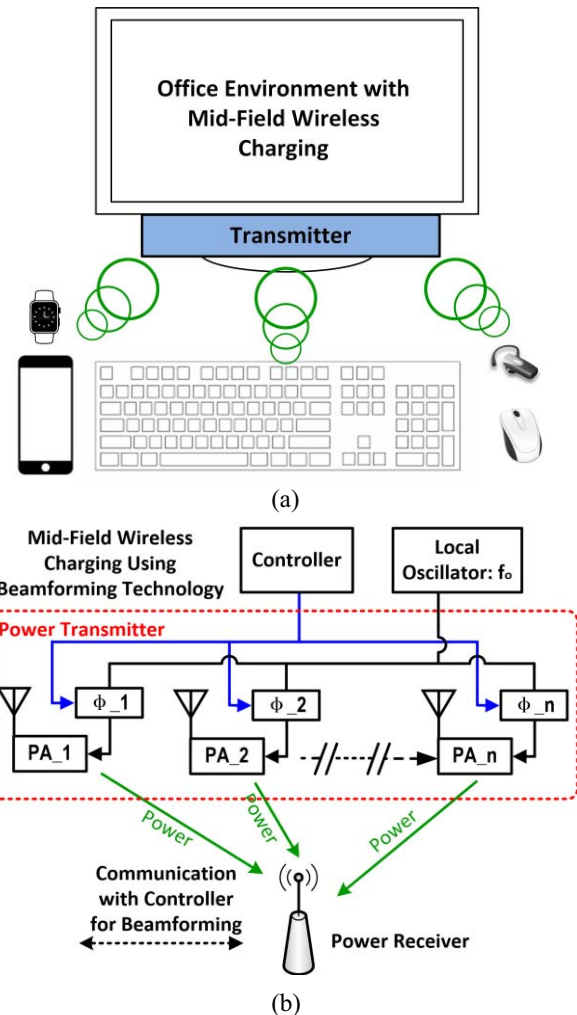 Office Environment with
Mid-Field Wireless
Charging
Transmitter
(a)
Mid-Field Wireless
Charging Using
Beamforming Technology
Controller
Local
Oscillator: fₒ
Power Transmitter
Φ_1
Φ_2
Φ_n
PA_1
PA_2
PA_n
Power
Power
Power
Communication
with Controller
for Beamforming
Power Receiver
(b)